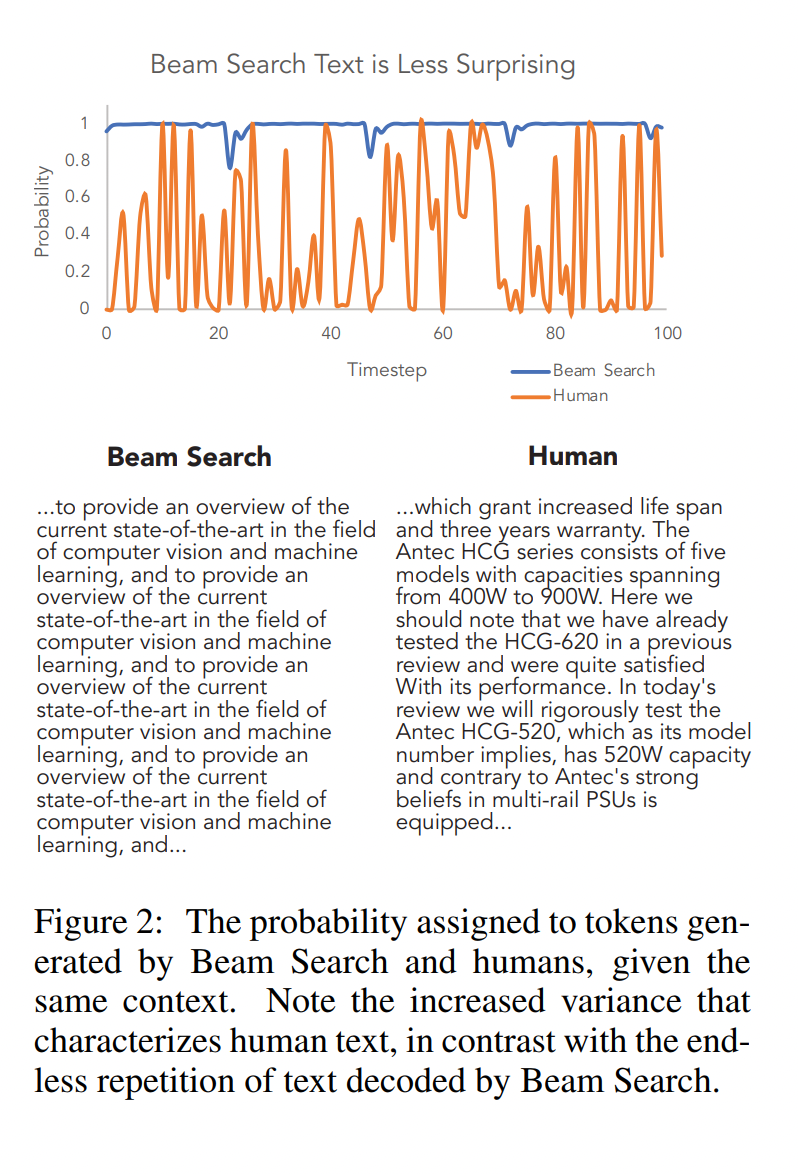 Beam Search Text is Less Surprising
Probability
1
0.8
0.6
0.4
0.2
0
0 20 40 60 80 100
Timestep
Beam Search
Human
Beam Search
...to provide an overview of the
current state-of-the-art in the field
of computer vision and machine
learning, and to provide an
overview of the current
state-of-the-art in the field of
computer vision and machine
learning, and to provide an
overview of the current
state-of-the-art in the field of
computer vision and machine
learning, and to provide an
overview of the current
state-of-the-art in the field of
computer vision and machine
learning, and...
Human
...which grant increased life span
and three years warranty. The
Antec HCG series consists of five
models with capacities spanning
from 400W to 900W. Here we
should note that we have already
tested the HCG-620 in a previous
review and were quite satisfied
With its performance. In today's
review we will rigorously test the
Antec HCG-520, which as its model
number implies, has 520W capacity
and contrary to Antec's strong
beliefs in multi-rail PSUs is
equipped...
Figure 2: The probability assigned to tokens gen-
erated by Beam Search and humans, given the
same context. Note the increased variance that
characterizes human text, in contrast with the end-
less repetition of text decoded by Beam Search.